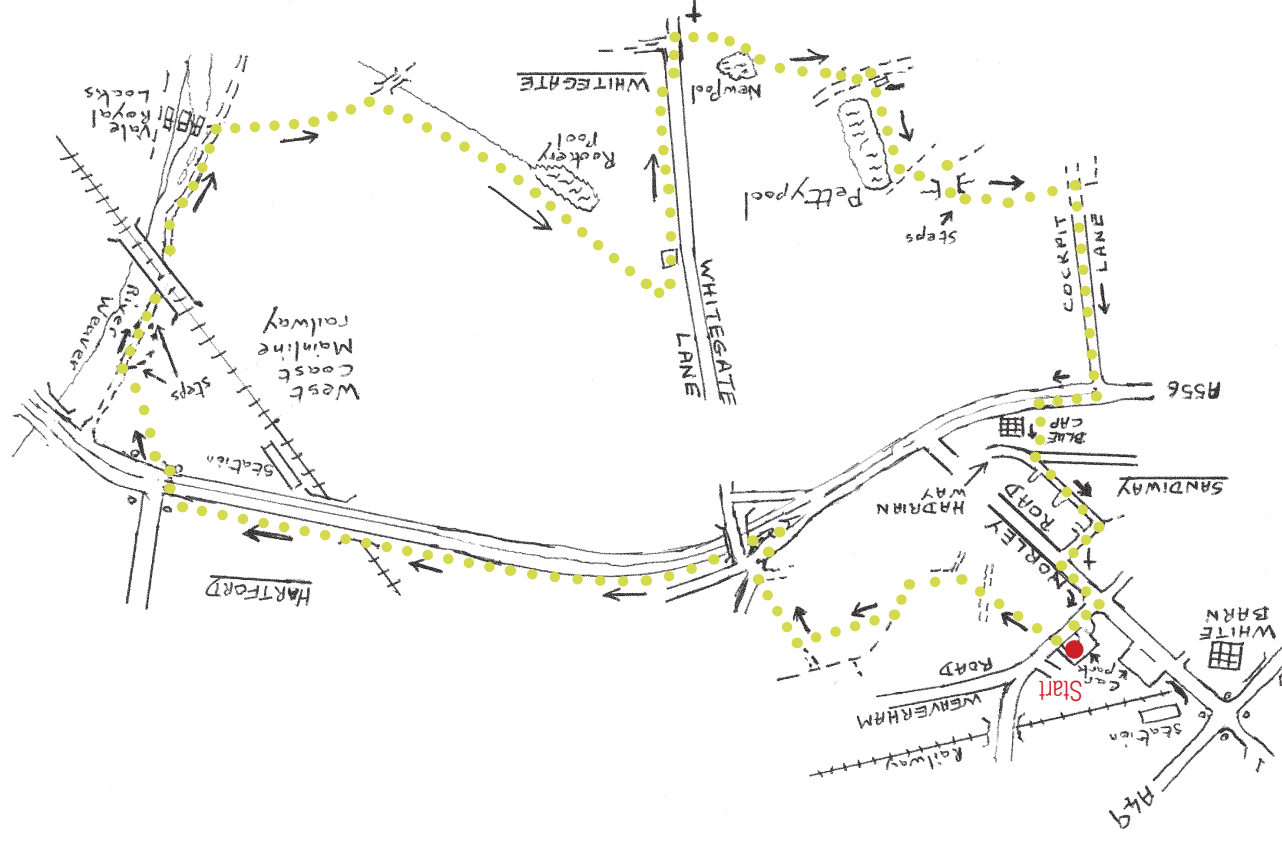 A49
Railway
Station
WHITE
BARN
Start
Car
park
WEAVERHAM
ROAD
NORLEY
ROAD
HARTFORD
HADRIAN
WAY
SANDIWAY
Station
BLUE
CAP
A556
steps
West
Coast
Mainline
railway
WHITEGATE
LANE
COCKPIT
LANE
River
Weaver
Steps
Pettypool
Rockery
Pool
New Pool
WHITEGATE
Vale
Royal
Locks